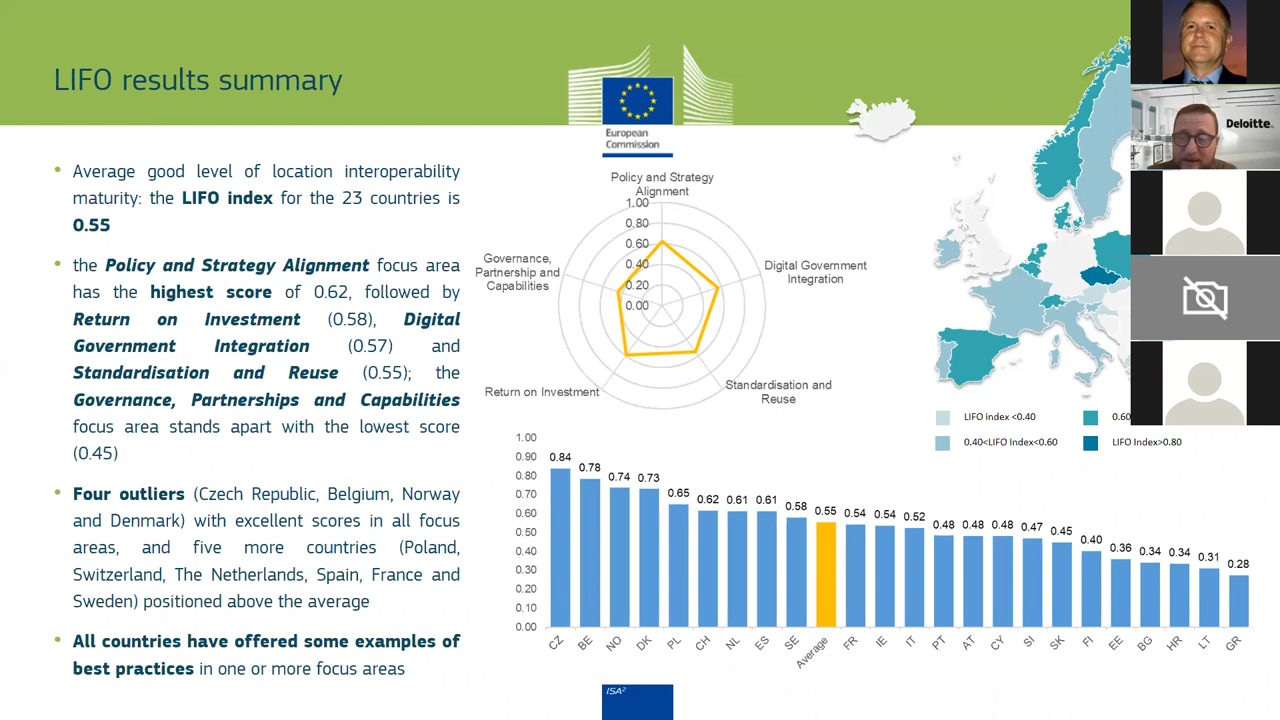 LIFO results summary
European
Commission
Deloitte.
• Average good level of location interoperability
maturity: the LIFO index for the 23 countries is
0.55
• the Policy and Strategy Alignment focus area
has the highest score of 0.62, followed by
Return on Investment (0.58), Digital
Government Integration (0.57) and
Standardisation and Reuse (0.55); the
Governance, Partnerships and Capabilities
focus area stands apart with the lowest score
(0.45)
• Four outliers (Czech Republic, Belgium, Norway
and Denmark) with excellent scores in all focus
areas, and five more countries (Poland,
Switzerland, The Netherlands, Spain, France and
Sweden) positioned above the average
• All countries have offered some examples of
best practices in one or more focus areas
Policy and Strategy
Alignment
1.00
0.80
0.60
0.40
0.20
0.00
Governance,
Partnership and
Capabilities
Digital Government
Integration
Return on Investment
Standardisation and
Reuse
LIFO index <0.40
0.60
0.40<LIFO Index<0.60
LIFO Index>0.80
1.00
0.90
0.80
0.70
0.60
0.50
0.40
0.30
0.20
0.10
0.00
0.84 0.78 0.74 0.73 0.65 0.62 0.61 0.61 0.58 0.55 0.54 0.54 0.52 0.48 0.48 0.48 0.47 0.45 0.40 0.36 0.34 0.34 0.31 0.28
CZ BE NO DK PL CH NL ES SE Average FR IE IT PT AT CY SI SK FI EE BG HR LT GR
ISA²